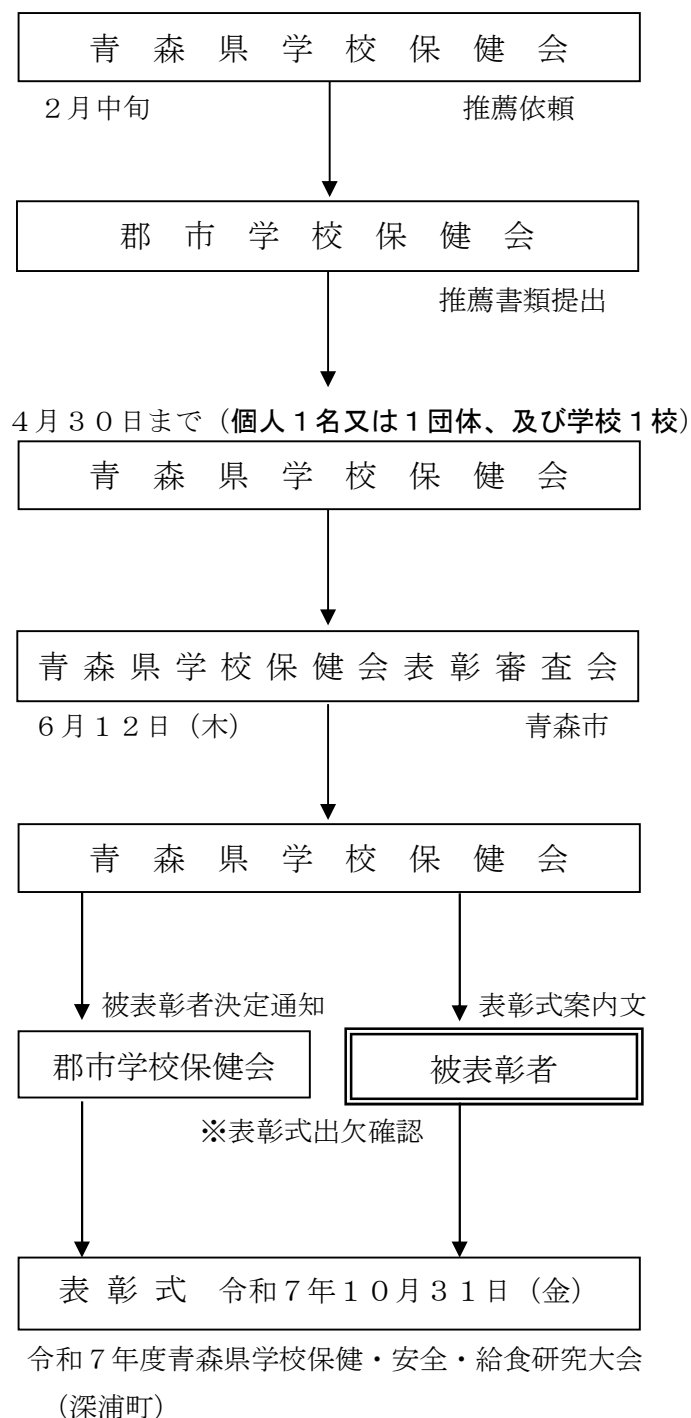 青森県学校保健会
２月中旬 推薦依頼
郡市学校保健会
推薦書類提出
４月３０日まで（個人１名又は１団体、及び学校１校）
青森県学校保健会
青森県学校保健会表彰審査会
６月１２日（木） 青森市
青森県学校保健会
被表彰者決定通知 表彰式案内文
郡市学校保健会 被表彰者
※表彰式出欠確認
表彰式 令和７年１０月３１日（金）
令和７年度青森県学校保健・安全・給食研究大会
（深浦町）